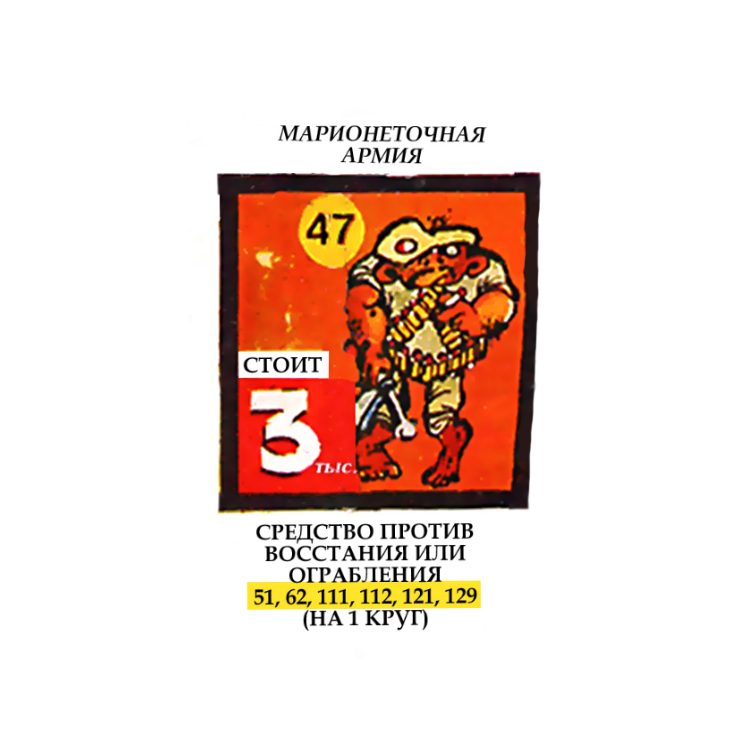 МАРИОНЕТОЧНАЯ
АРМИЯ
47
СТОИТ
3
тыс.
СРЕДСТВО ПРОТИВ
ВОССТАНИЯ ИЛИ
ОГРАБЛЕНИЯ
51, 62, 111, 112, 121, 129
(НА 1 КРУГ)